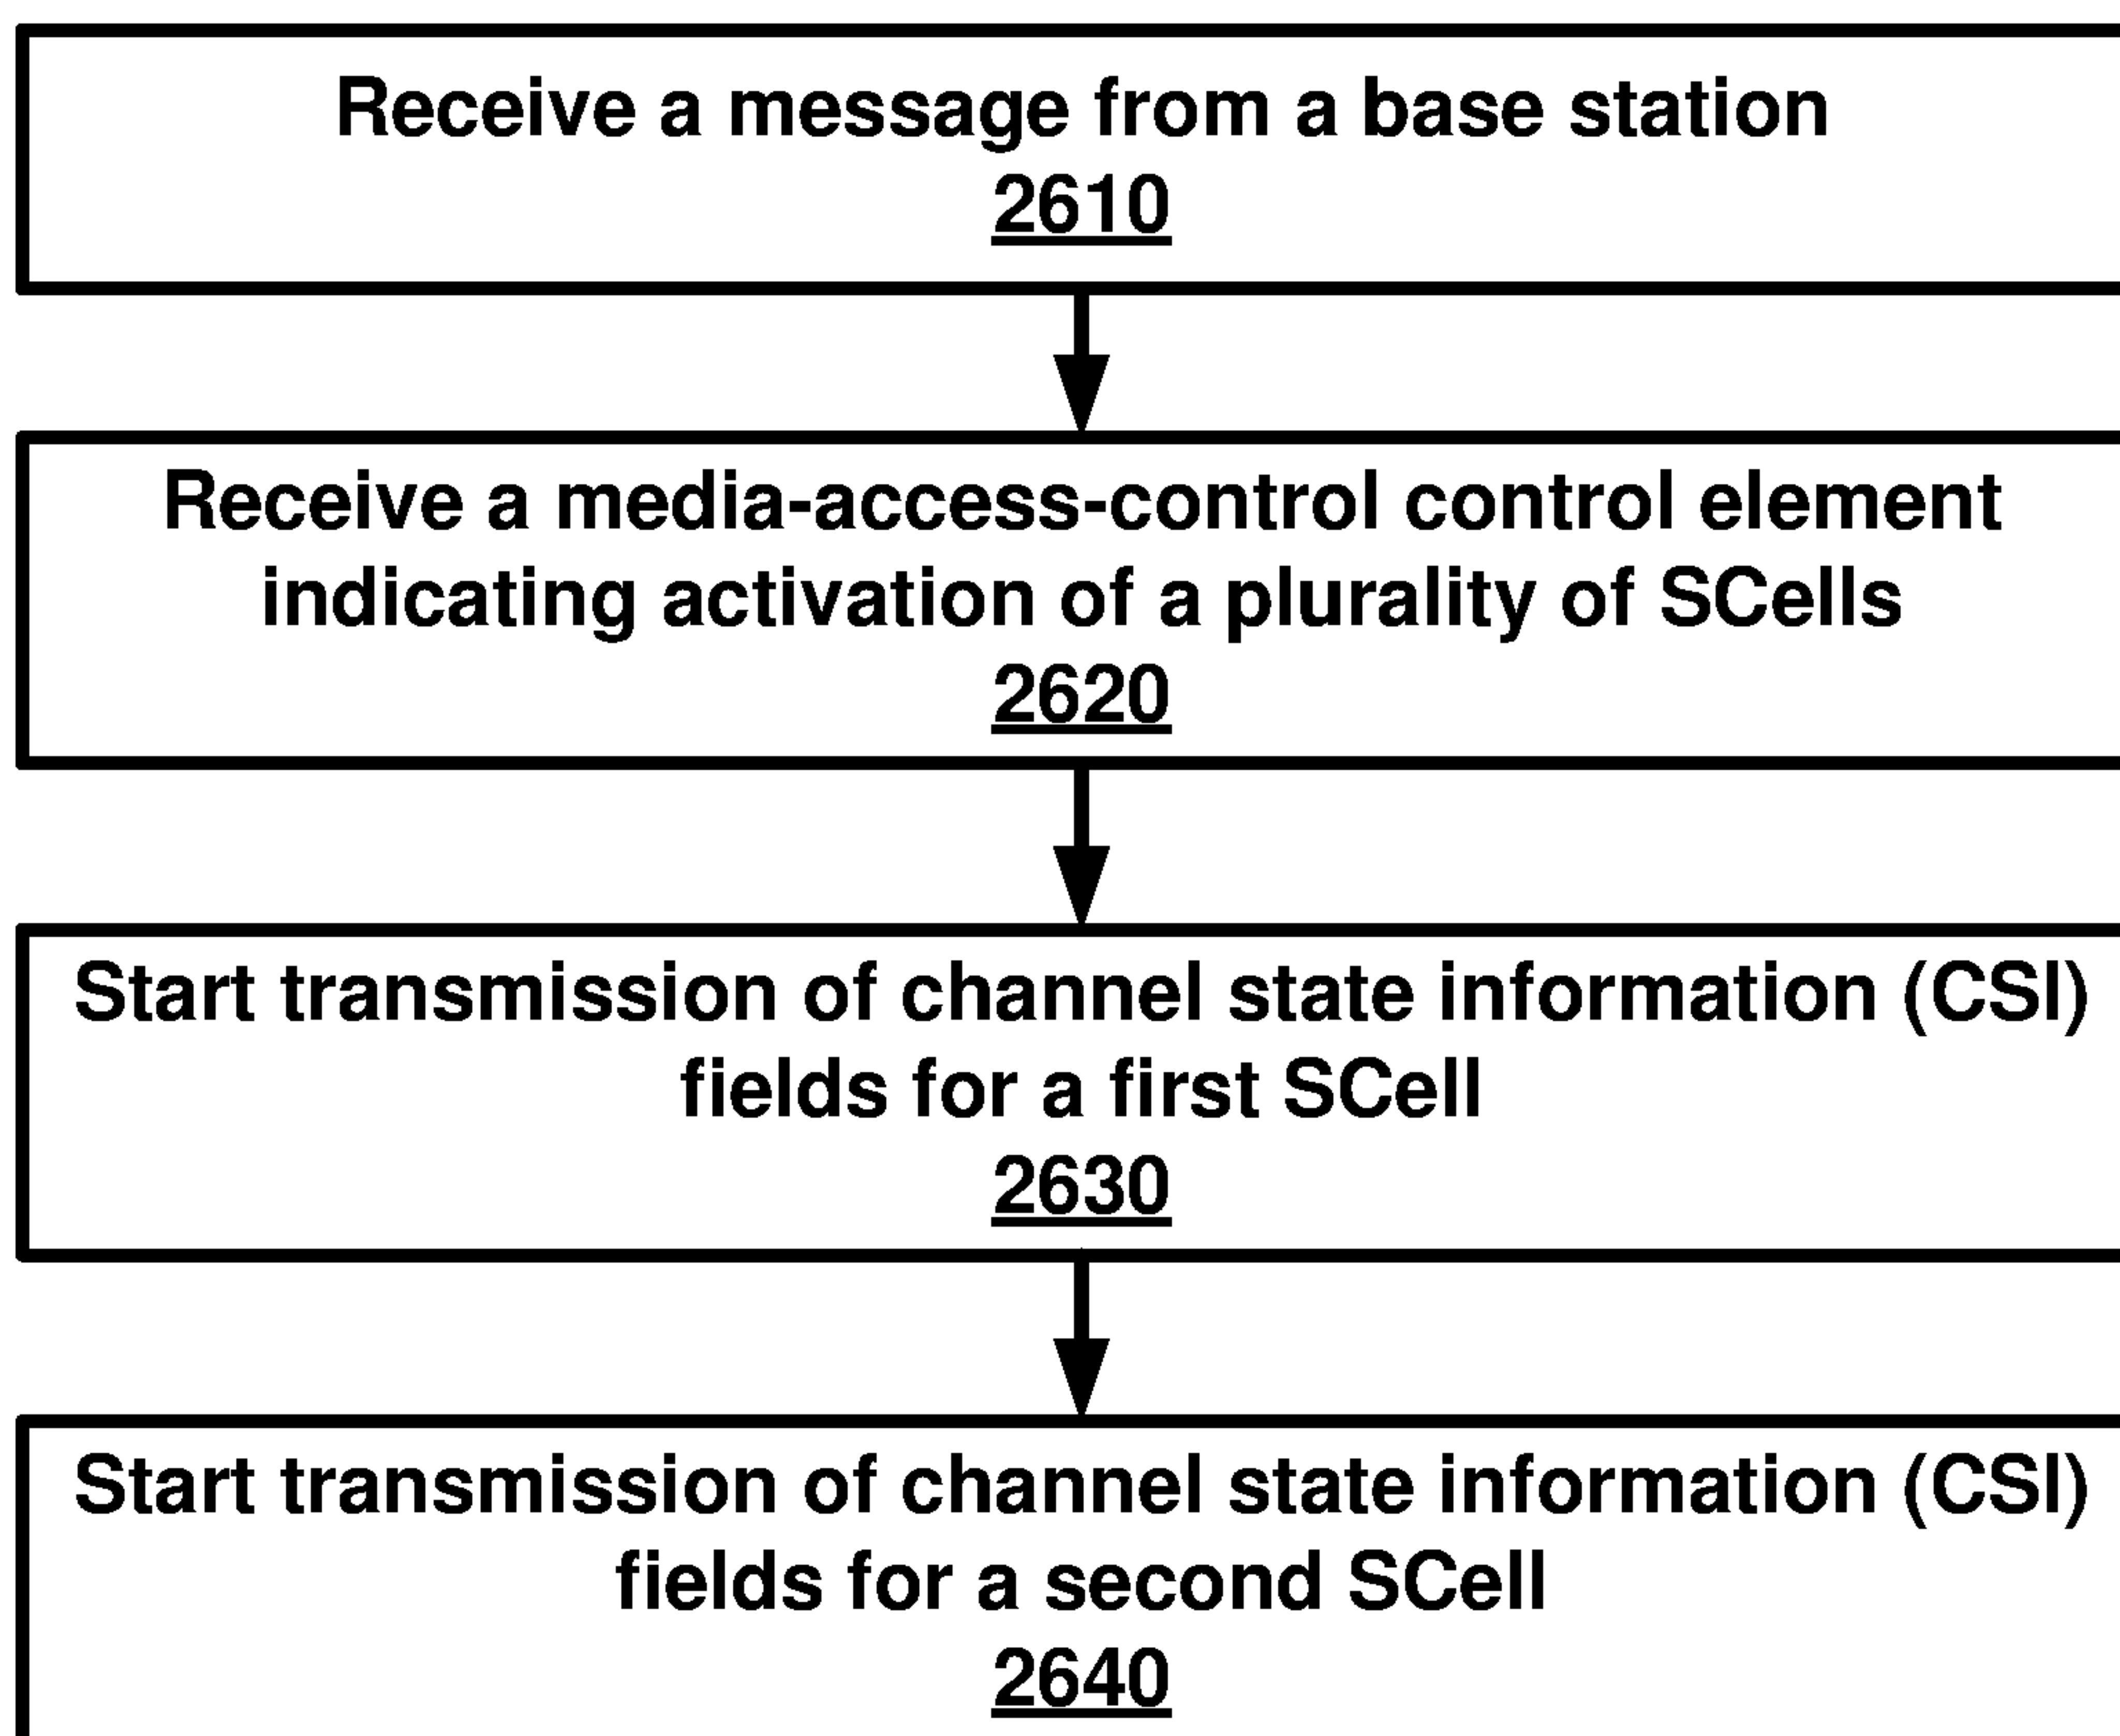 Receive a message from a base station
2610
Receive a media-access-control control element
indicating activation of a plurality of SCells
2620
Start transmission of channel state information (CSI)
fields for a first SCell
2630
Start transmission of channel state information (CSI)
fields for a second SCell
2640